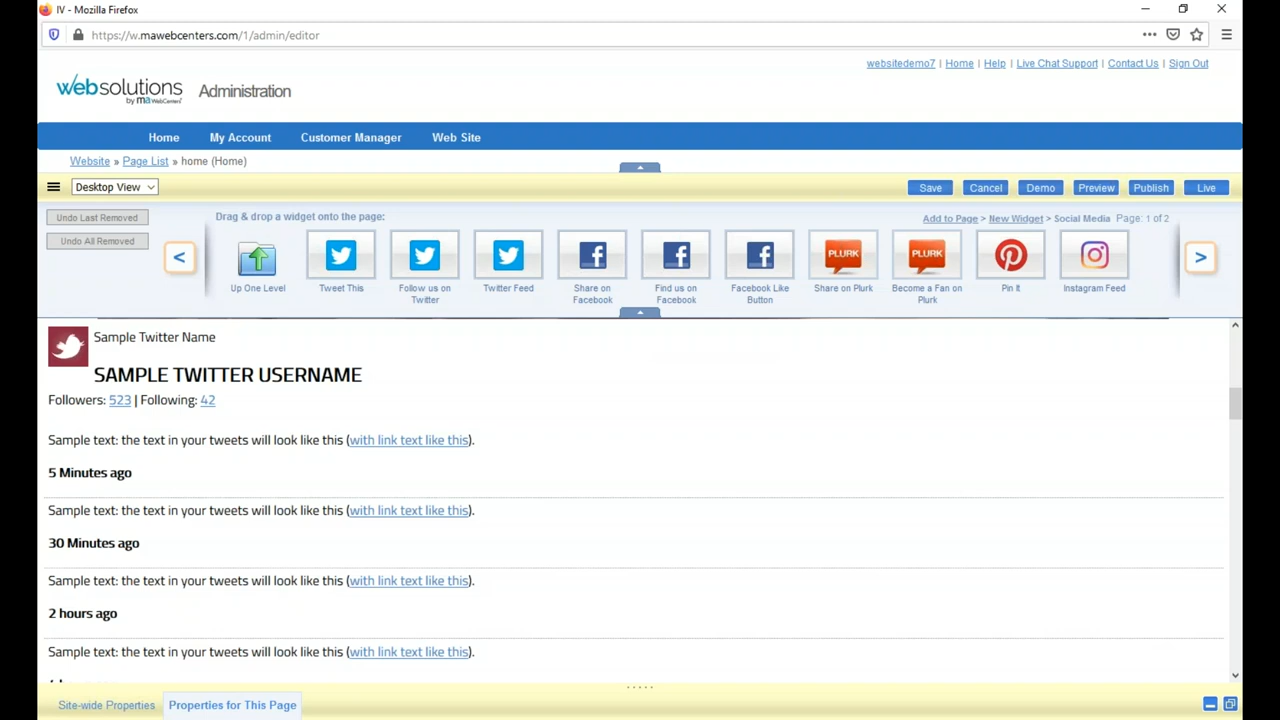 IV - Mozilla Firefox
https://w.mawebcenters.com/1/admin/editor
websitedemo7 | Home | Help | Live Chat Support | Contact Us | Sign Out
websolutions
by ma WebCenters
Administration
Home My Account Customer Manager Web Site
Website » Page List » home (Home)
Desktop View Save Cancel Demo Preview Publish Live
Undo Last Removed
Undo All Removed
Drag & drop a widget onto the page:
Add to Page > New Widget > Social Media Page: 1 of 2
<
PLURK
PLURK
>
Up One Level
Tweet This
Follow us on Twitter
Twitter Feed
Share on Facebook
Find us on Facebook
Facebook Like Button
Share on Plurk
Become a Fan on Plurk
Pin It
Instagram Feed
Sample Twitter Name
SAMPLE TWITTER USERNAME
Followers: 523 | Following: 42
Sample text: the text in your tweets will look like this (with link text like this).
5 Minutes ago
Sample text: the text in your tweets will look like this (with link text like this).
30 Minutes ago
Sample text: the text in your tweets will look like this (with link text like this).
2 hours ago
Sample text: the text in your tweets will look like this (with link text like this).
Site-wide Properties Properties for This Page